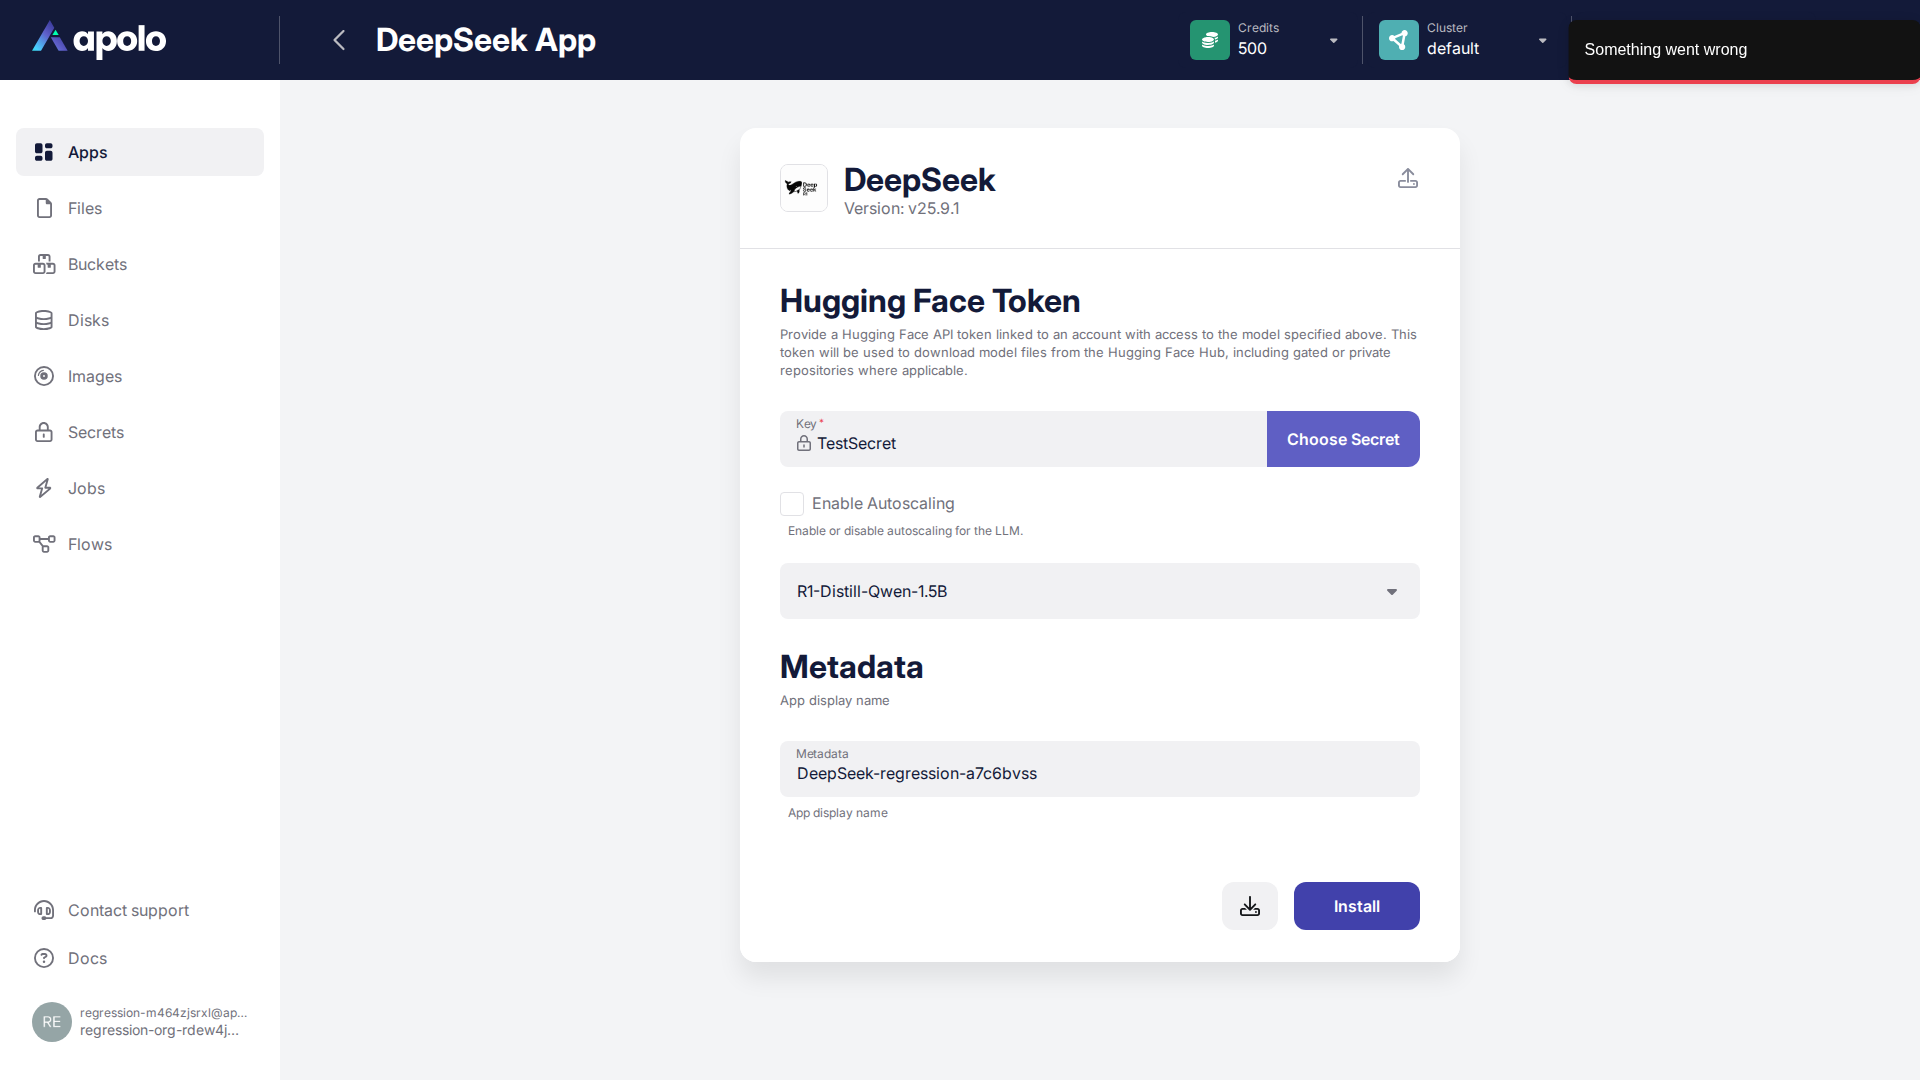 apolo
DeepSeek App
Credits
500
Cluster
default
Something went wrong
Apps
Files
Buckets
Disks
Images
Secrets
Jobs
Flows
Contact support
Docs
RE
regression-m464zjsrxl@ap...
regression-org-rdew4j...
Deep
Seek
DeepSeek
Version: v25.9.1
Hugging Face Token
Provide a Hugging Face API token linked to an account with access to the model specified above. This
token will be used to download model files from the Hugging Face Hub, including gated or private
repositories where applicable.
Key *
TestSecret
Choose Secret
Enable Autoscaling
Enable or disable autoscaling for the LLM.
R1-Distill-Qwen-1.5B
Metadata
App display name
Metadata
DeepSeek-regression-a7c6bvss
App display name
Install